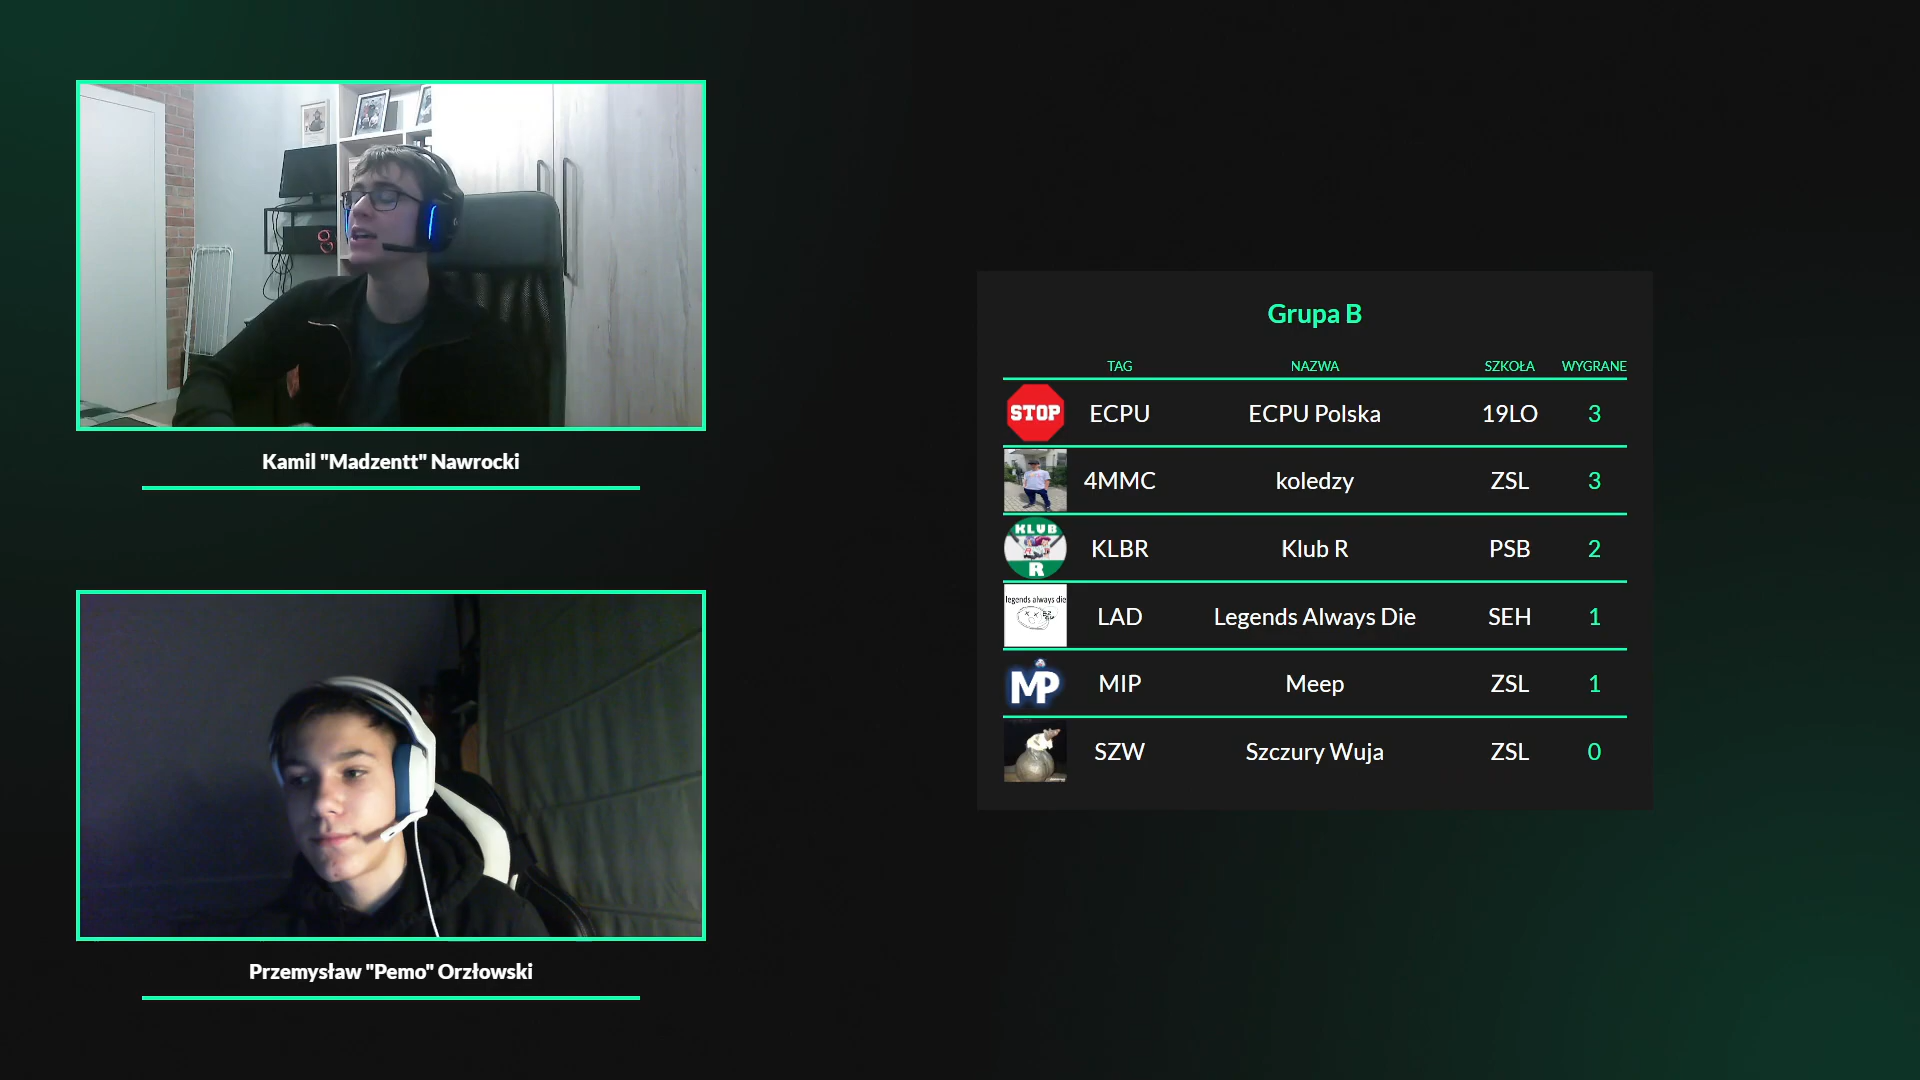 Kamil "Madzentt" Nawrocki
Przemysław "Pemo" Orzłowski
Grupa B
TAG NAZWA SZKOŁA WYGRANE
STOP ECPU ECPU Polska 19LO 3
4MMC koledzy ZSL 3
KLUB R KLBR Klub R PSB 2
legends always die LAD Legends Always Die SEH 1
MP MIP Meep ZSL 1
SZW Szczury Wuja ZSL 0